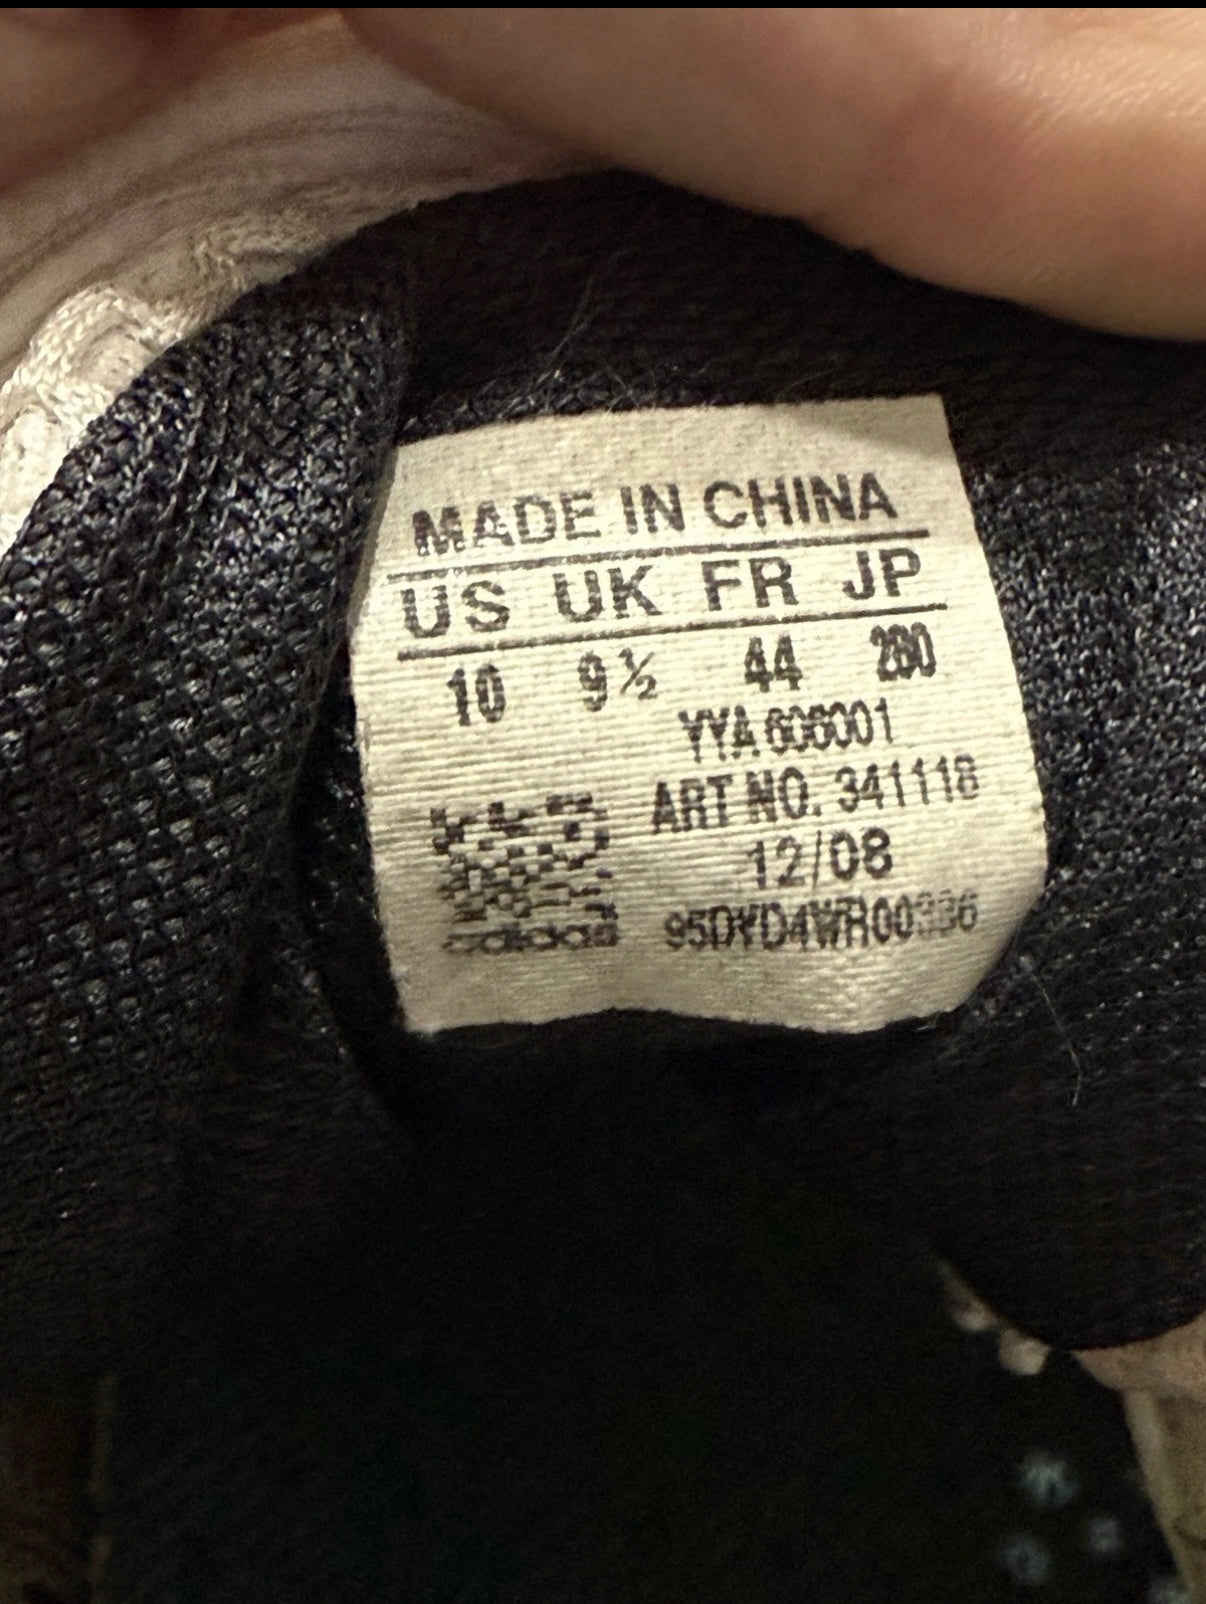 MADE IN CHINA
US UK FR JP
10 9½ 44 280
YYA 606001
ART NO. 341118
12/08
adidas